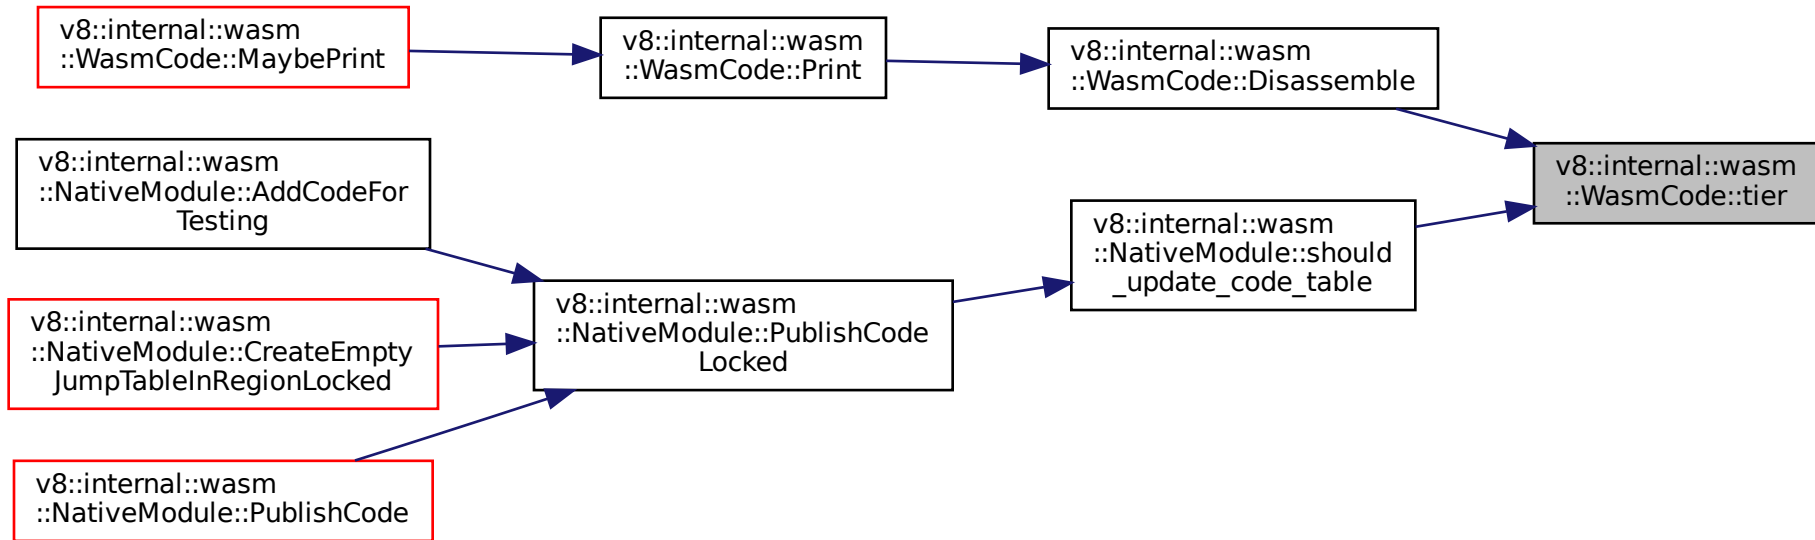 v8::internal::wasm
::WasmCode::MaybePrint
v8::internal::wasm
::WasmCode::Print
v8::internal::wasm
::WasmCode::Disassemble
v8::internal::wasm
::WasmCode::tier
v8::internal::wasm
::NativeModule::AddCodeFor
Testing
v8::internal::wasm
::NativeModule::should
_update_code_table
v8::internal::wasm
::NativeModule::PublishCode
Locked
v8::internal::wasm
::NativeModule::CreateEmpty
JumpTableInRegionLocked
v8::internal::wasm
::NativeModule::PublishCode